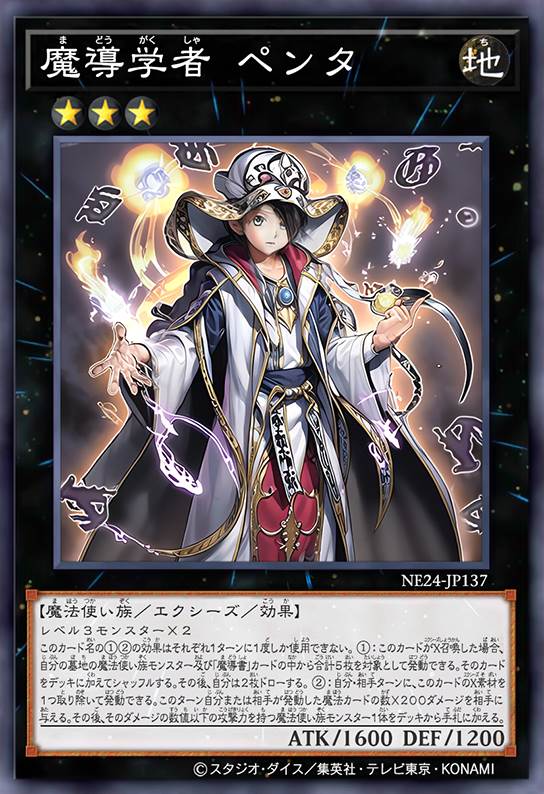 魔導学者 ペンタ
地
NE24-JP137
【魔法使い族／エクシーズ／効果】
レベル３モンスター×２
このカード名の①②の効果はそれぞれ１ターンに１度しか使用できない。①：このカードがX召喚した場合、
自分の墓地の魔法使い族モンスター及び「魔導書」カードの中から合計５枚を対象として発動できる。そのカード
をデッキに加えてシャッフルする。その後、自分は２枚ドローする。②：自分・相手ターンに、このカードのX素材を
１つ取り除いて発動できる。このターン自分または相手が発動した魔法カードの数×200ダメージを相手に
与える。その後、そのダメージの数値以下の攻撃力を持つ魔法使い族モンスター1体をデッキから手札に加える。
ATK/1600 DEF/1200
©スタジオ・ダイス／集英社・テレビ東京・KONAMI